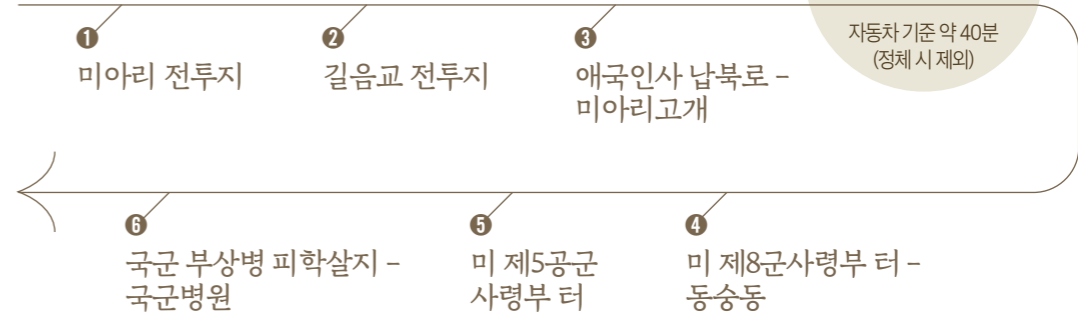 자동차 기준 약 40분
(정체 시 제외)
❶
미아리 전투지
❷
길음교 전투지
❸
애국인사 납북로 –
미아리고개
❹
미 제8군사령부 터 –
동숭동
❺
미 제5공군
사령부 터
❻
국군 부상병 피학살지 –
국군병원